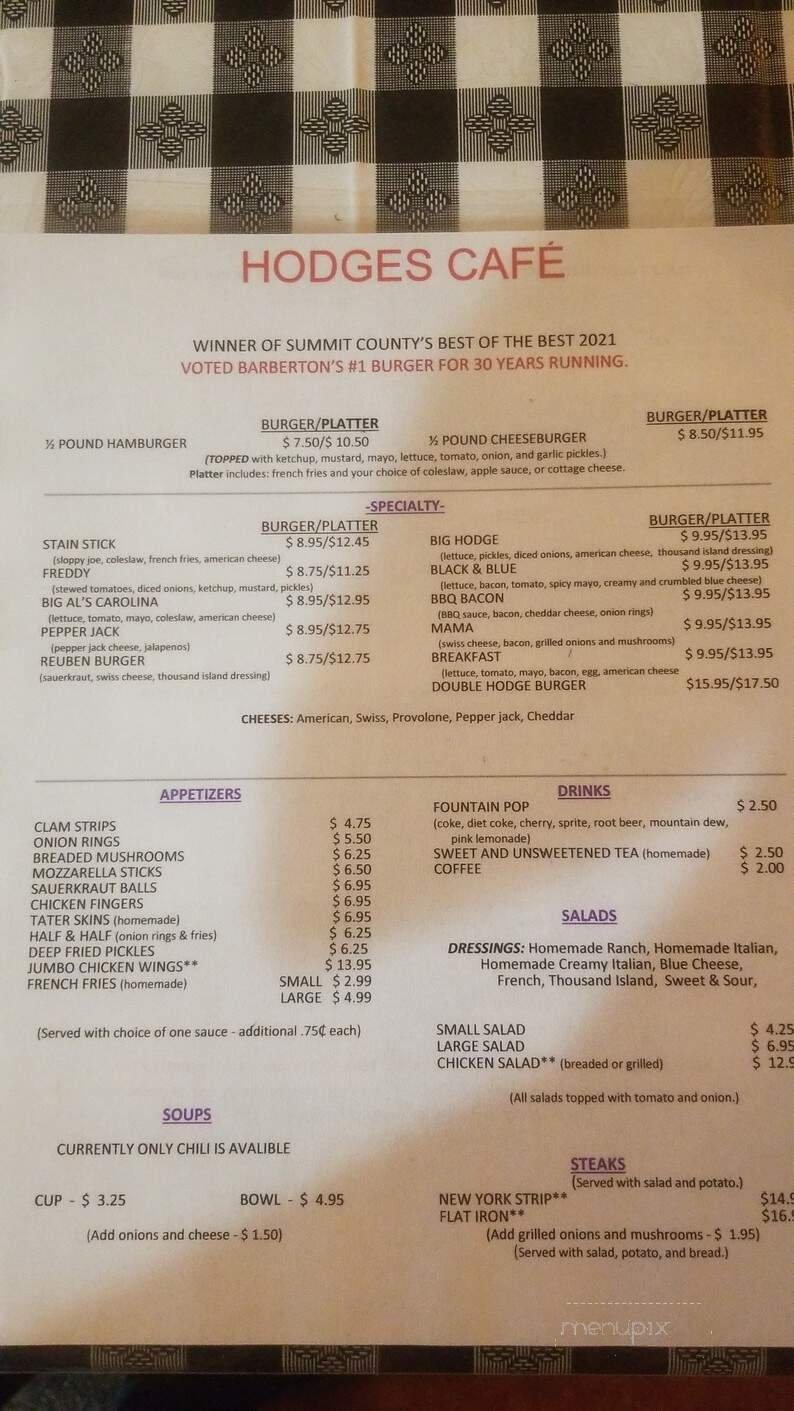 HODGES CAFÉ
WINNER OF SUMMIT COUNTY'S BEST OF THE BEST 2021
VOTED BARBERTON'S #1 BURGER FOR 30 YEARS RUNNING.
BURGER/PLATTER
½ POUND HAMBURGER $ 7.50/$ 10.50
BURGER/PLATTER
½ POUND CHEESEBURGER $ 8.50/$11.95
(TOPPED with ketchup, mustard, mayo, lettuce, tomato, onion, and garlic pickles.)
Platter includes: french fries and your choice of coleslaw, apple sauce, or cottage cheese.
-SPECIALTY-
BURGER/PLATTER
STAIN STICK $ 8.95/$12.45
(sloppy joe, coleslaw, french fries, american cheese)
FREDDY $ 8.75/$11.25
(stewed tomatoes, diced onions, ketchup, mustard, pickles)
BIG AL'S CAROLINA $ 8.95/$12.95
(lettuce, tomato, mayo, coleslaw, american cheese)
PEPPER JACK $ 8.95/$12.75
(pepper jack cheese, jalapenos)
REUBEN BURGER $ 8.75/$12.75
(sauerkraut, swiss cheese, thousand island dressing)
BURGER/PLATTER
BIG HODGE $ 9.95/$13.95
(lettuce, pickles, diced onions, american cheese, thousand island dressing)
BLACK & BLUE $ 9.95/$13.95
(lettuce, bacon, tomato, spicy mayo, creamy and crumbled blue cheese)
BBQ BACON $ 9.95/$13.95
(BBQ sauce, bacon, cheddar cheese, onion rings)
MAMA $ 9.95/$13.95
(swiss cheese, bacon, grilled onions and mushrooms)
BREAKFAST $ 9.95/$13.95
(lettuce, tomato, mayo, bacon, egg, american cheese
DOUBLE HODGE BURGER $15.95/$17.50
CHEESES: American, Swiss, Provolone, Pepper jack, Cheddar
APPETIZERS
CLAM STRIPS $ 4.75
ONION RINGS $ 5.50
BREADED MUSHROOMS $ 6.25
MOZZARELLA STICKS $ 6.50
SAUERKRAUT BALLS $ 6.95
CHICKEN FINGERS $ 6.95
TATER SKINS (homemade) $ 6.95
HALF & HALF (onion rings & fries) $ 6.25
DEEP FRIED PICKLES $ 6.25
JUMBO CHICKEN WINGS** $ 13.95
FRENCH FRIES (homemade) SMALL $ 2.99
LARGE $ 4.99
(Served with choice of one sauce - additional .75¢ each)
SOUPS
CURRENTLY ONLY CHILI IS AVALIBLE
CUP - $ 3.25 BOWL - $ 4.95
(Add onions and cheese - $ 1.50)
DRINKS
FOUNTAIN POP $ 2.50
(coke, diet coke, cherry, sprite, root beer, mountain dew,
pink lemonade)
SWEET AND UNSWEETENED TEA (homemade) $ 2.50
COFFEE $ 2.00
SALADS
DRESSINGS: Homemade Ranch, Homemade Italian,
Homemade Creamy Italian, Blue Cheese,
French, Thousand Island, Sweet & Sour,
SMALL SALAD $ 4.25
LARGE SALAD $ 6.95
CHICKEN SALAD** (breaded or grilled) $ 12.9
(All salads topped with tomato and onion.)
STEAKS
(Served with salad and potato.)
NEW YORK STRIP** $14.9
FLAT IRON** $16.
(Add grilled onions and mushrooms - $ 1.95)
(Served with salad, potato, and bread.)
menupix